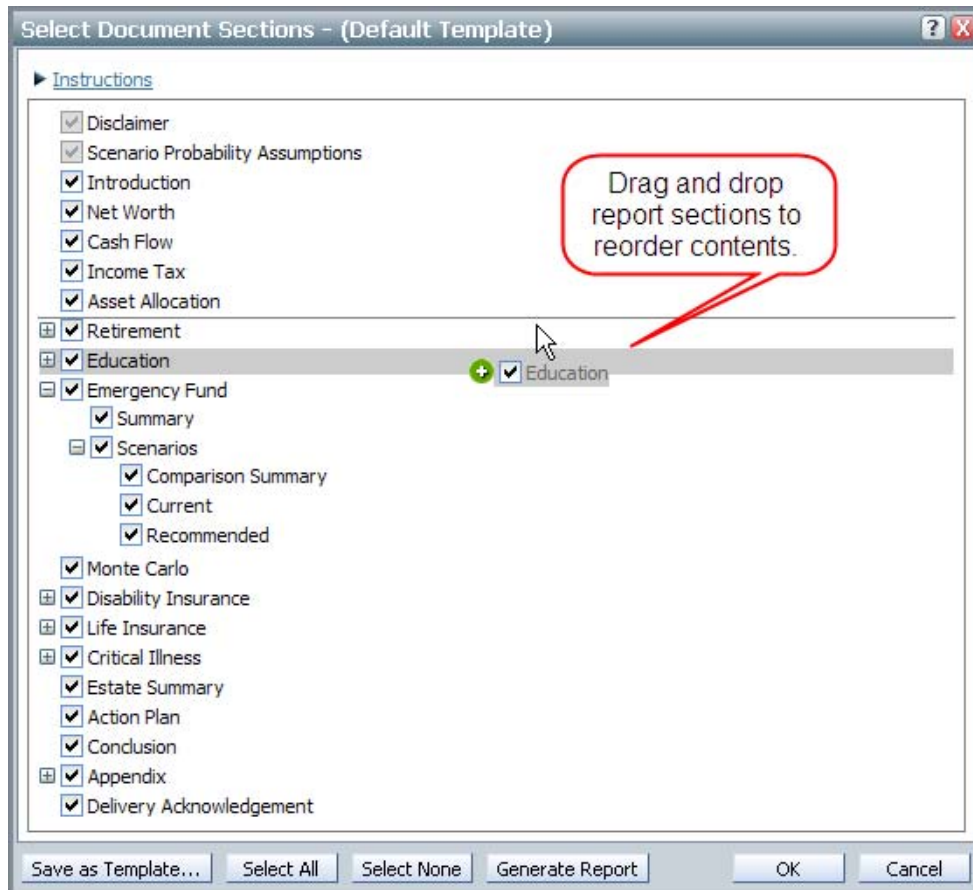 Select Document Sections - (Default Template)
Instructions
Disclaimer
Scenario Probability Assumptions
Introduction
Net Worth
Cash Flow
Income Tax
Asset Allocation
Retirement
Education
Education
Emergency Fund
Summary
Scenarios
Comparison Summary
Current
Recommended
Monte Carlo
Disability Insurance
Life Insurance
Critical Illness
Estate Summary
Action Plan
Conclusion
Appendix
Delivery Acknowledgement
Drag and drop
report sections to
reorder contents.
Save as Template... Select All Select None Generate Report OK Cancel